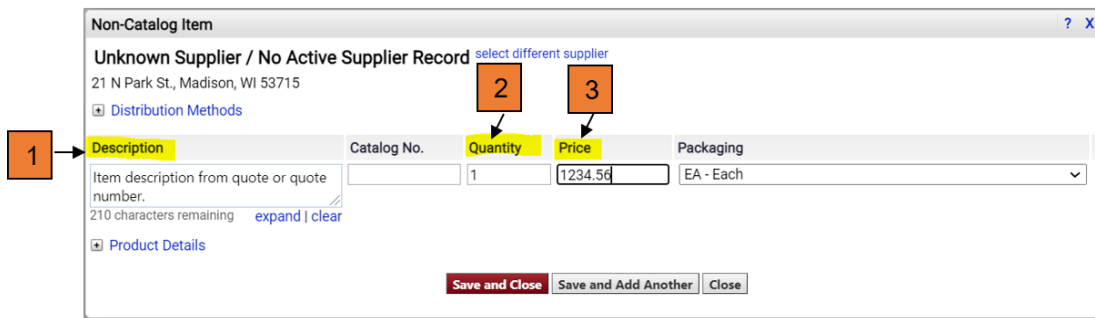 Non-Catalog Item ? X
Unknown Supplier / No Active Supplier Record select different supplier
21 N Park St., Madison, WI 53715
2 3
+ Distribution Methods
1
Description Catalog No. Quantity Price Packaging
Item description from quote or quote 1 1234.56 EA - Each
number.
210 characters remaining expand | clear
+ Product Details
Save and Close Save and Add Another Close